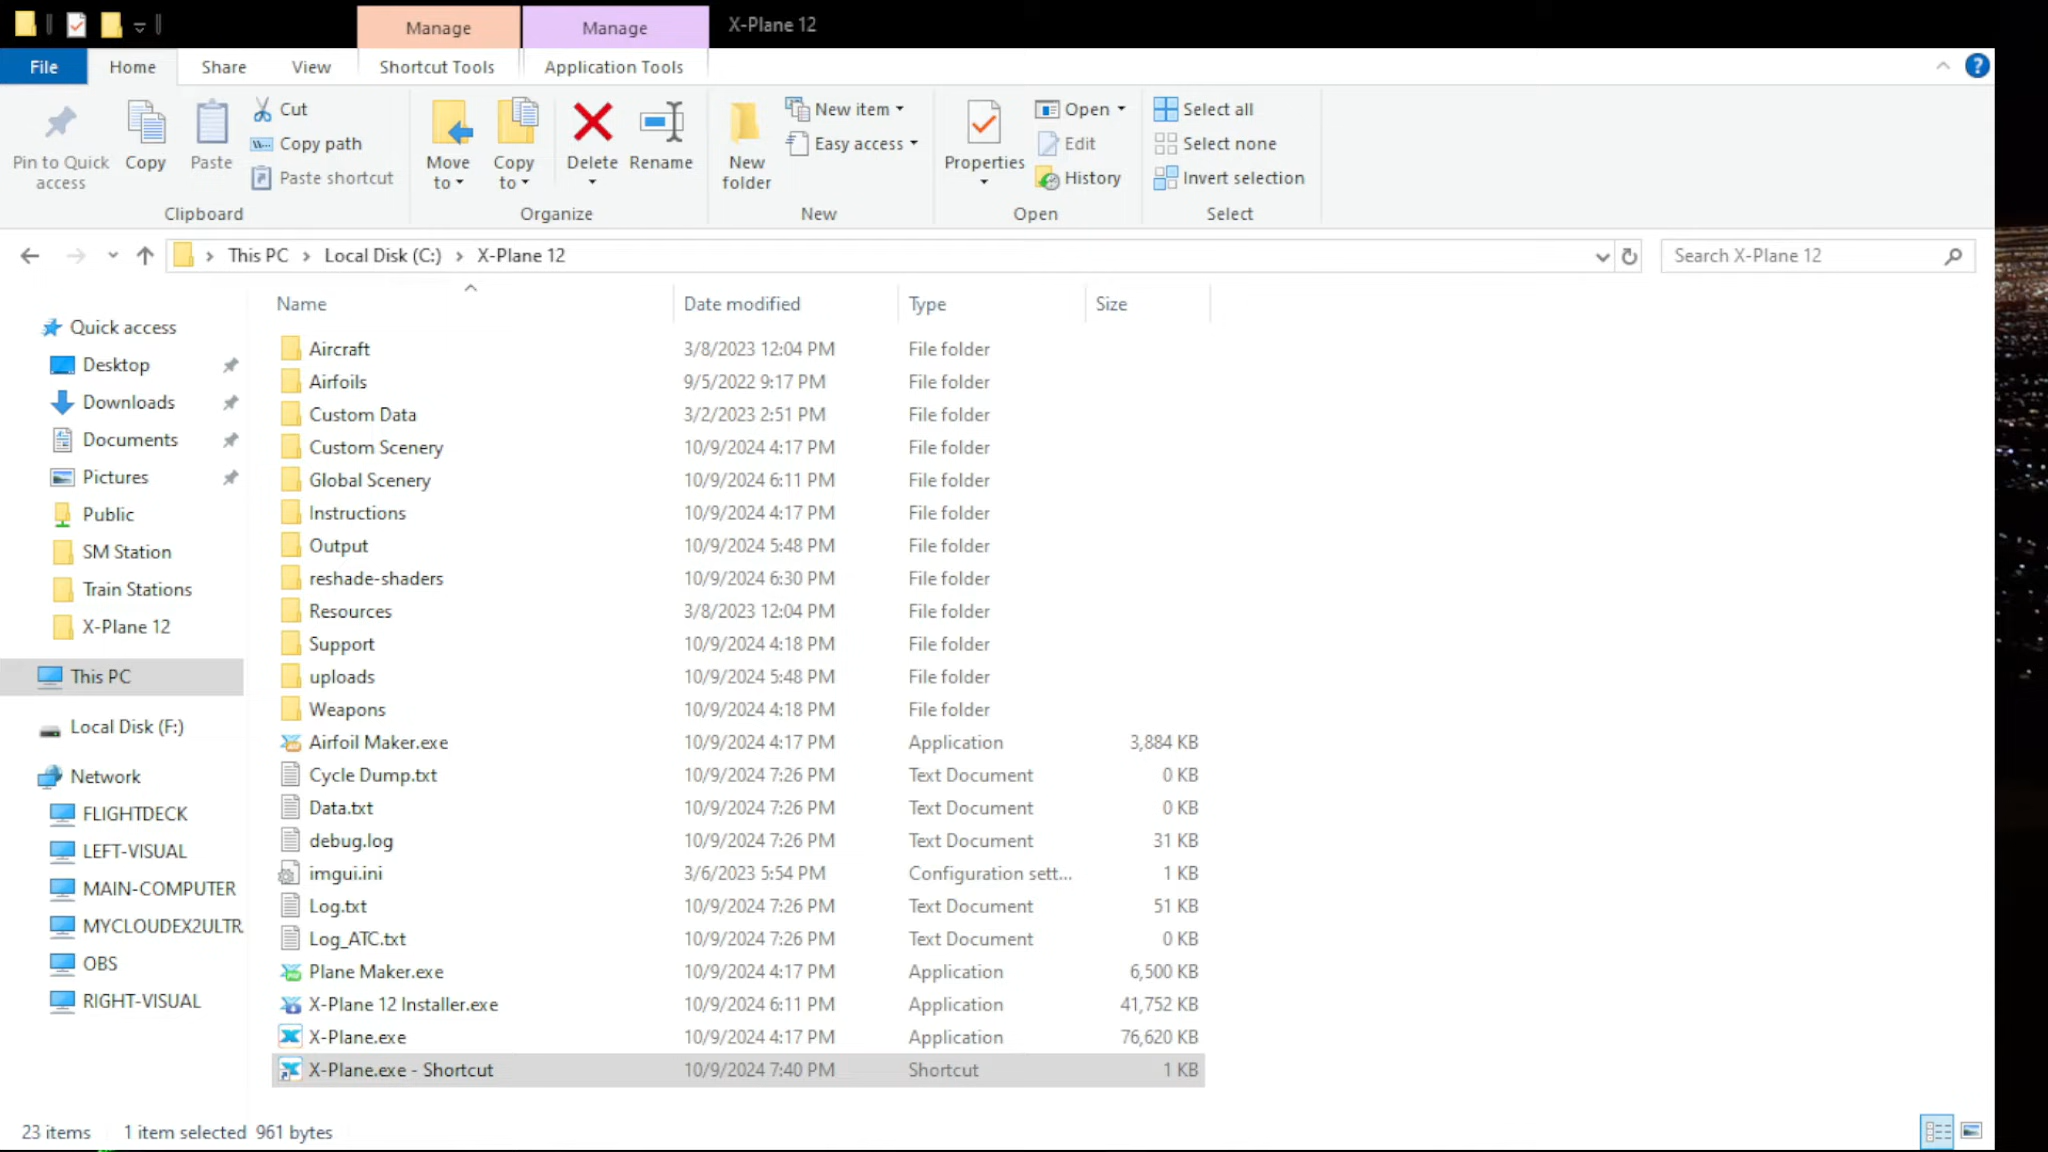 Manage Manage X-Plane 12
File Home Share View Shortcut Tools Application Tools
Pin to Quick access
Copy
Paste
Cut
Copy path
Paste shortcut
Clipboard
Move to
Copy to
Delete
Rename
Organize
New folder
New item
Easy access
New
Properties
Open
Edit
History
Open
Select all
Select none
Invert selection
Select
This PC > Local Disk (C:) > X-Plane 12
Search X-Plane 12
Quick access
Desktop
Downloads
Documents
Pictures
Public
SM Station
Train Stations
X-Plane 12
This PC
Local Disk (F:)
Network
FLIGHTDECK
LEFT-VISUAL
MAIN-COMPUTER
MYCLOUDEX2ULTR
OBS
RIGHT-VISUAL
Name Date modified Type Size
Aircraft 3/8/2023 12:04 PM File folder
Airfoils 9/5/2022 9:17 PM File folder
Custom Data 3/2/2023 2:51 PM File folder
Custom Scenery 10/9/2024 4:17 PM File folder
Global Scenery 10/9/2024 6:11 PM File folder
Instructions 10/9/2024 4:17 PM File folder
Output 10/9/2024 5:48 PM File folder
reshade-shaders 10/9/2024 6:30 PM File folder
Resources 3/8/2023 12:04 PM File folder
Support 10/9/2024 4:18 PM File folder
uploads 10/9/2024 5:48 PM File folder
Weapons 10/9/2024 4:18 PM File folder
Airfoil Maker.exe 10/9/2024 4:17 PM Application 3,884 KB
Cycle Dump.txt 10/9/2024 7:26 PM Text Document 0 KB
Data.txt 10/9/2024 7:26 PM Text Document 0 KB
debug.log 10/9/2024 7:26 PM Text Document 31 KB
imgui.ini 3/6/2023 5:54 PM Configuration sett... 1 KB
Log.txt 10/9/2024 7:26 PM Text Document 51 KB
Log_ATC.txt 10/9/2024 7:26 PM Text Document 0 KB
Plane Maker.exe 10/9/2024 4:17 PM Application 6,500 KB
X-Plane 12 Installer.exe 10/9/2024 6:11 PM Application 41,752 KB
X-Plane.exe 10/9/2024 4:17 PM Application 76,620 KB
X-Plane.exe - Shortcut 10/9/2024 7:40 PM Shortcut 1 KB
23 items 1 item selected 961 bytes